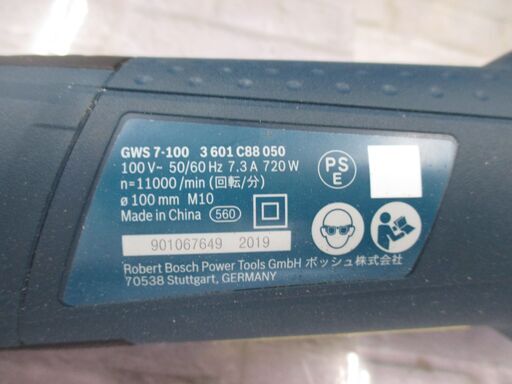 GWS 7-100 3 601 C88 050
100 V~ 50/60 Hz 7.3 A 720 W
n=11000 /min (回転/分)
ø 100 mm M10
Made in China 560
901067649 2019
Robert Bosch Power Tools GmbH ボッシュ株式会社
70538 Stuttgart, GERMANY
PS
E